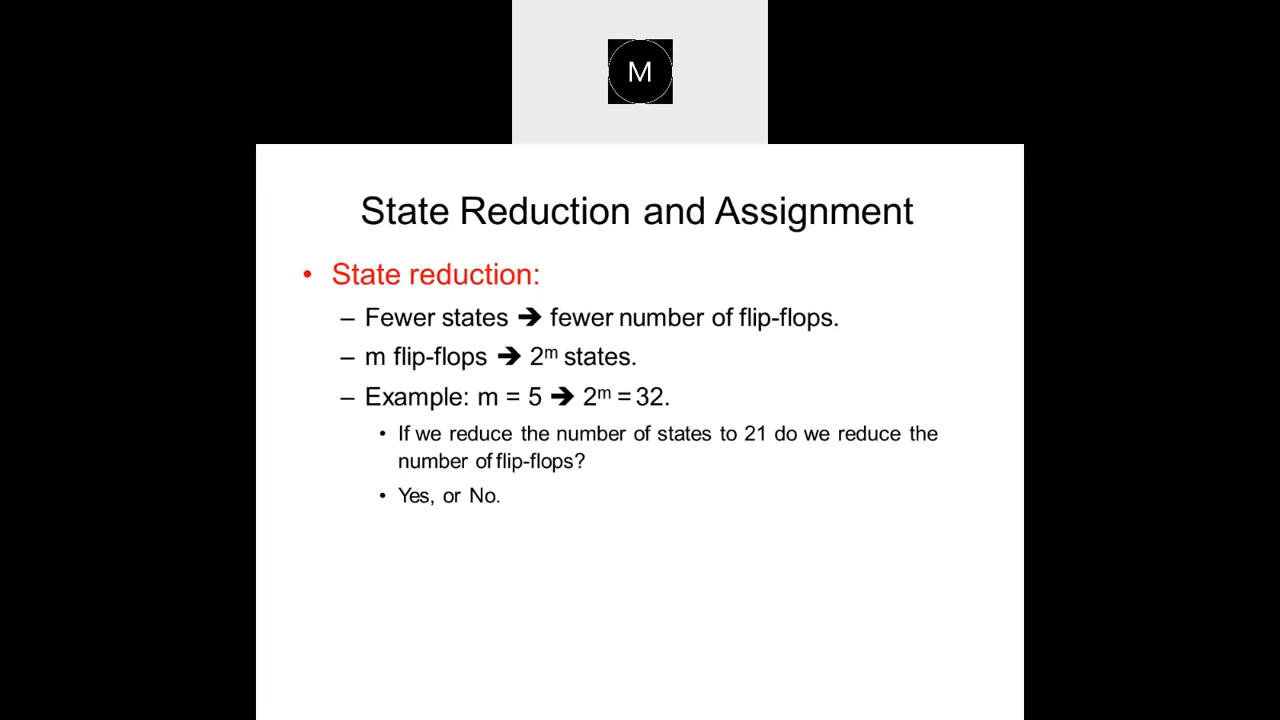 M
State Reduction and Assignment
• State reduction:
– Fewer states ➔ fewer number of flip-flops.
– m flip-flops ➔ 2ᵐ states.
– Example: m = 5 ➔ 2ᵐ = 32.
• If we reduce the number of states to 21 do we reduce the
number of flip-flops?
• Yes, or No.